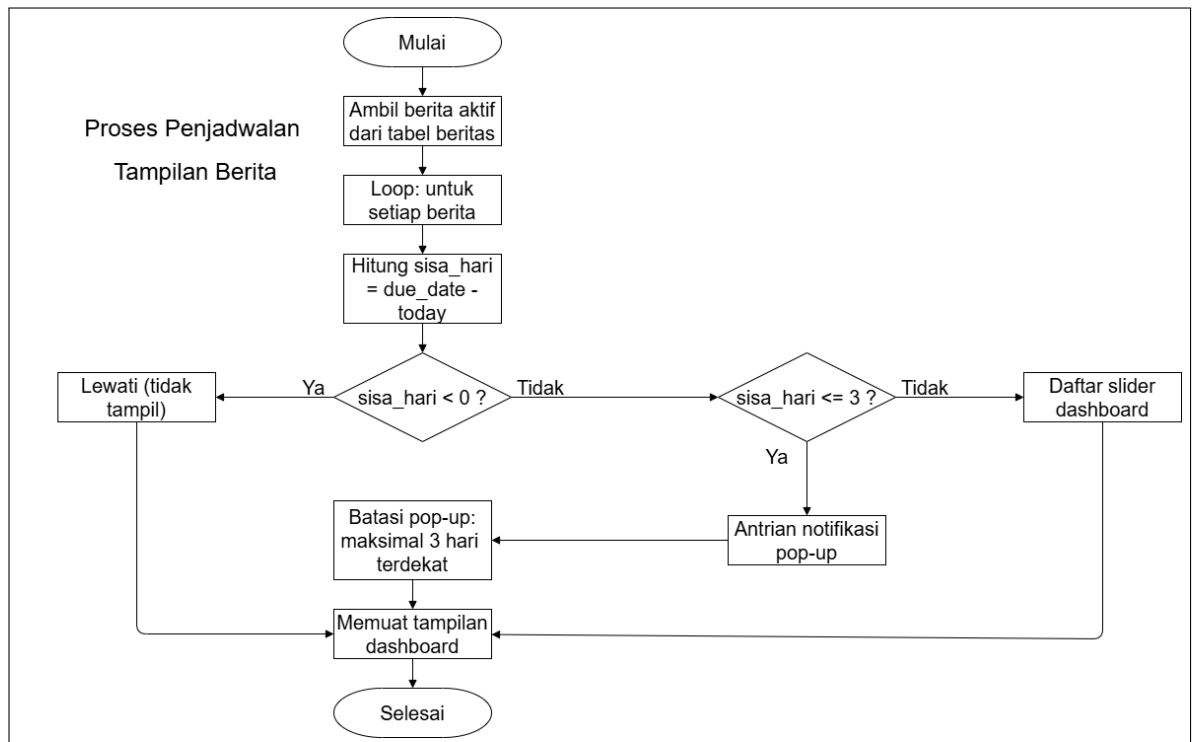 Mulai
Proses Penjadwalan
Tampilan Berita
Ambil berita aktif
dari tabel beritas
Loop: untuk
setiap berita
Hitung sisa_hari
= due_date -
today
Lewati (tidak
tampil)
Ya
sisa_hari < 0 ?
Tidak
sisa_hari <= 3 ?
Tidak
Daftar slider
dashboard
Ya
Antrian notifikasi
pop-up
Batasi pop-up:
maksimal 3 hari
terdekat
Memuat tampilan
dashboard
Selesai